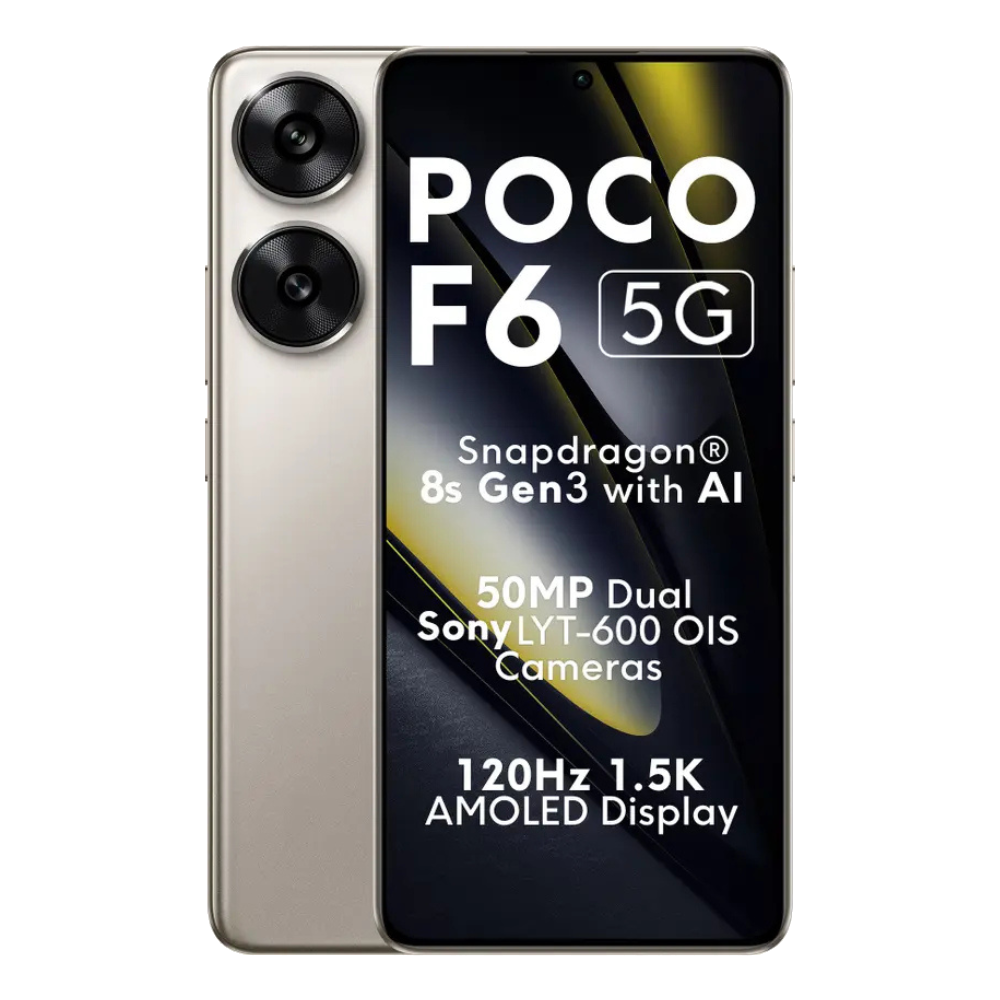 POCO
F6 5G
Snapdragon®
8s Gen3 with AI
50MP Dual
Sony LYT-600 OIS
Cameras
120Hz 1.5K
AMOLED Display